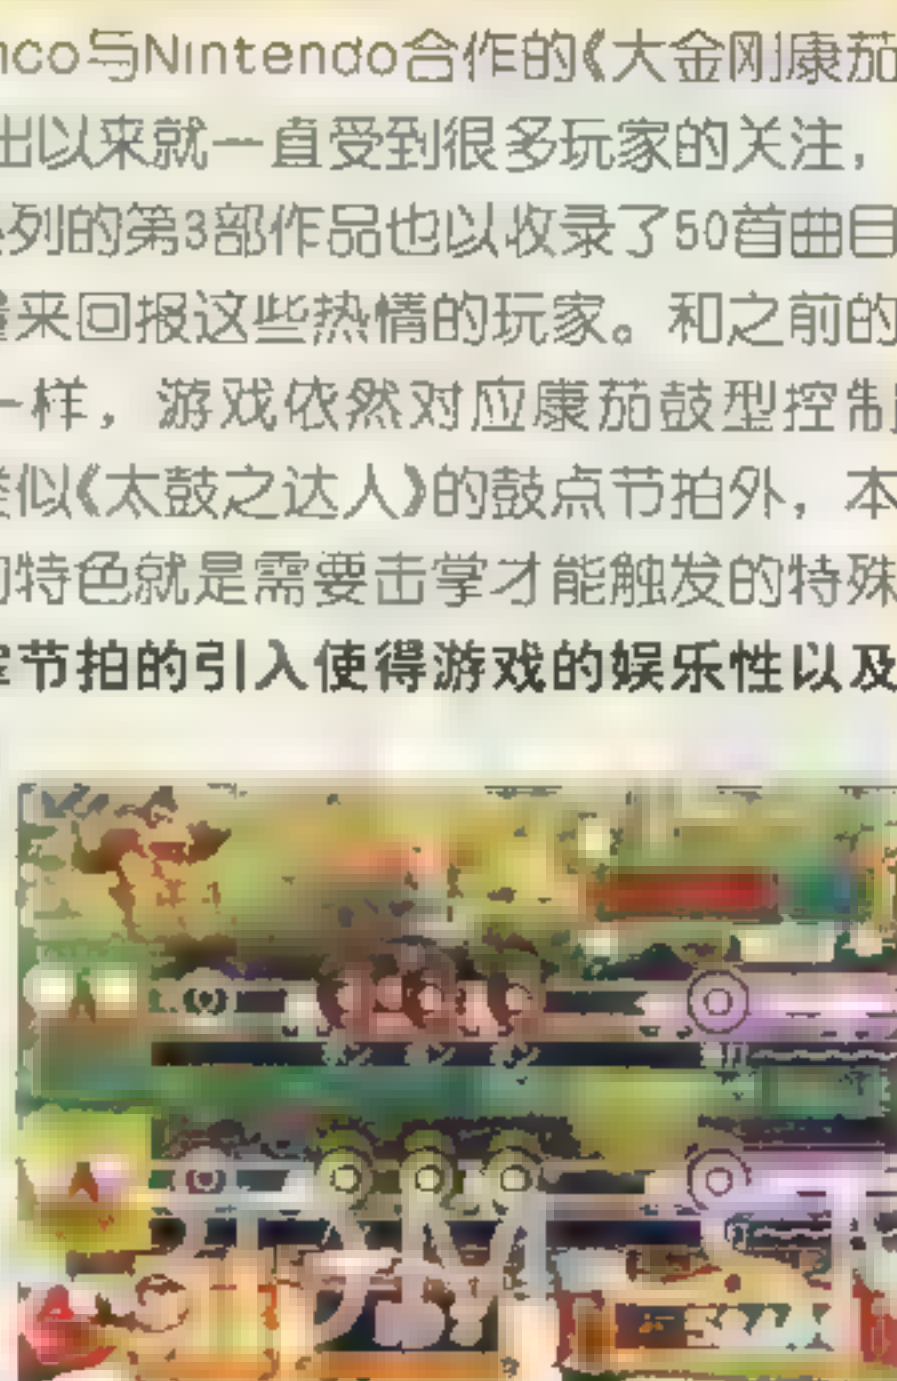 nco与Nintendo合作的《大金刚康茄
出以来就一直受到很多玩家的关注，
系列的第3部作品也以收录了50首曲目
量来回报这些热情的玩家。和之前的
一样，游戏依然对应康茄鼓型控制
类似《太鼓之达人》的鼓点节拍外，本
的特色就是需要击掌才能触发的特殊
掌节拍的引入使得游戏的娱乐性以及